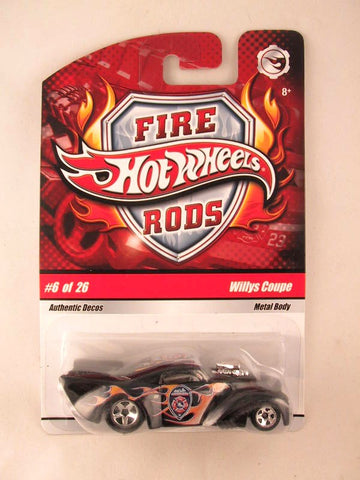 8+
FIRE
Hot Wheels
RODS
#6 of 26
Willys Coupe
Authentic Decos
Metal Body